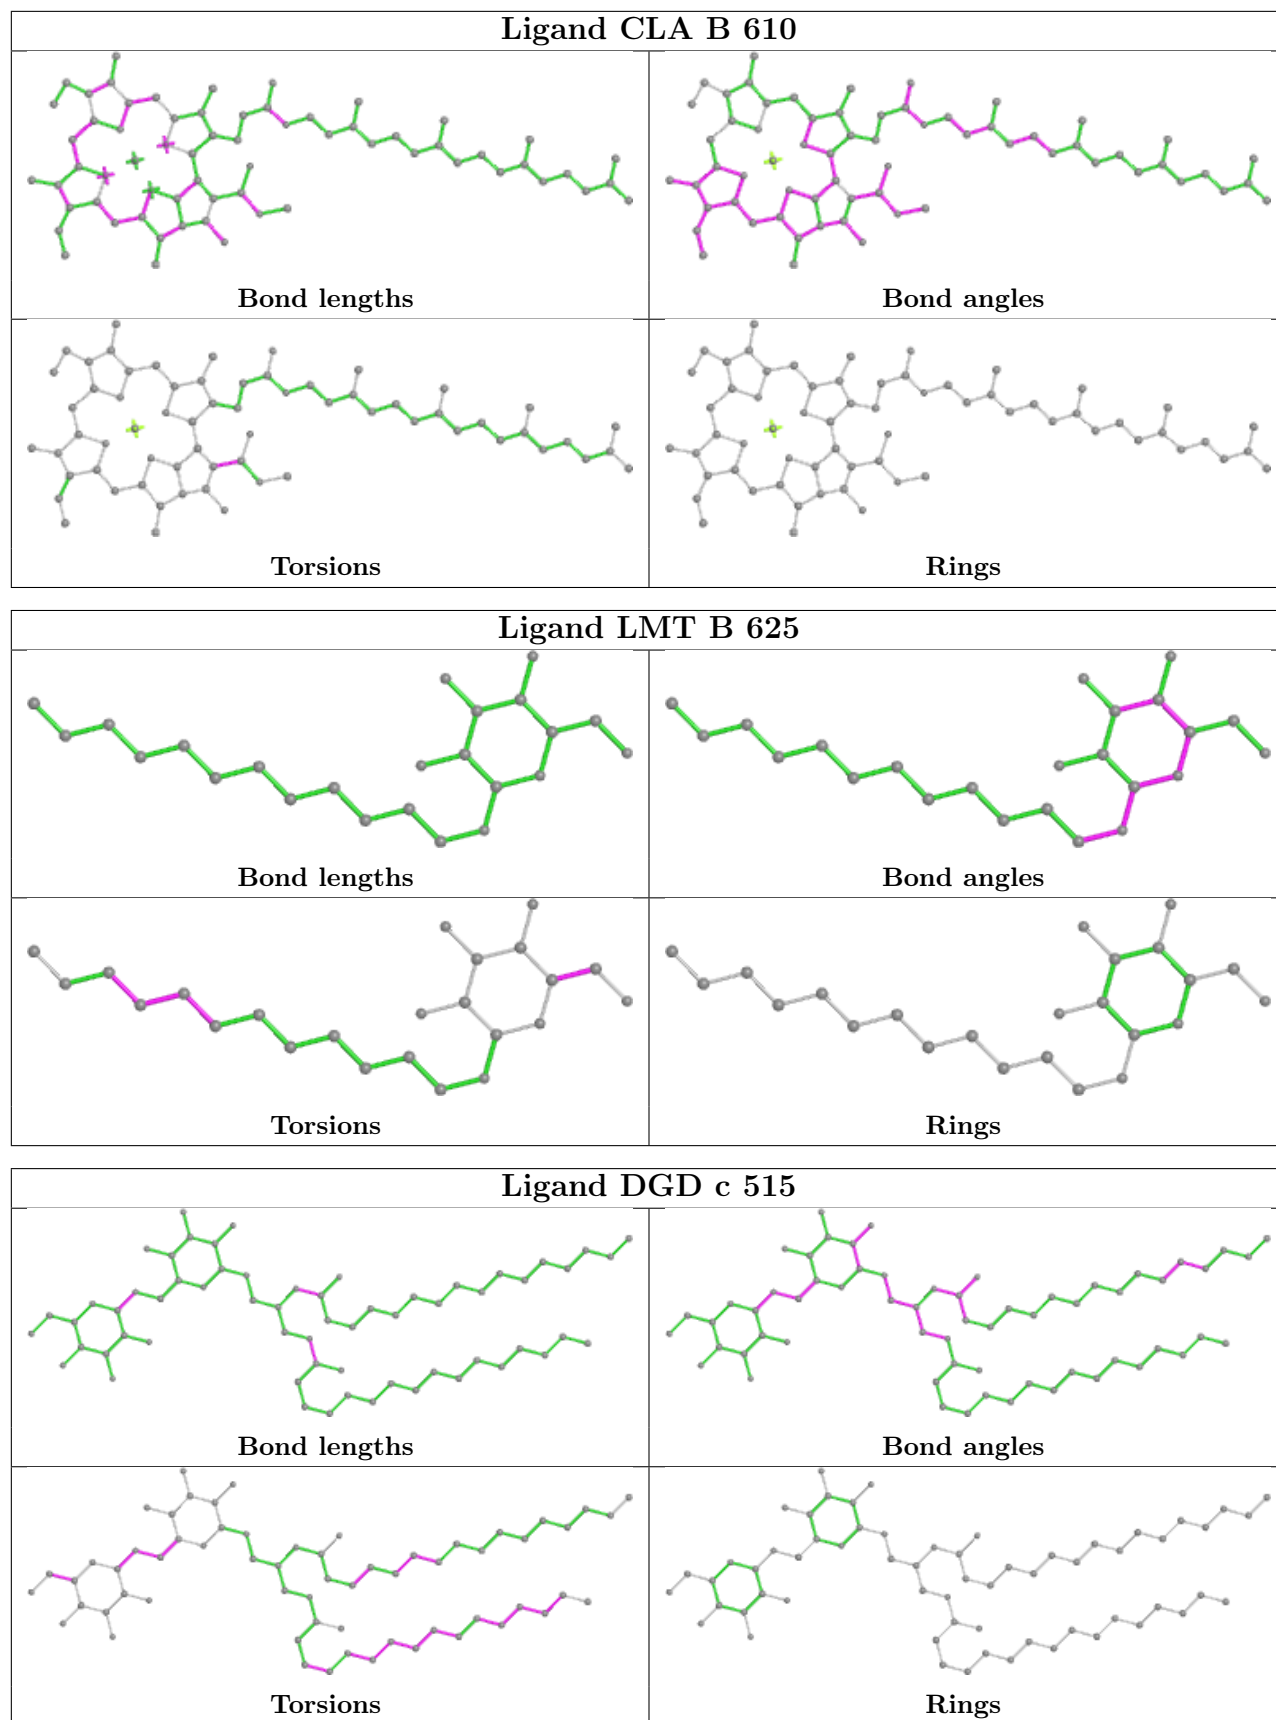 Ligand CLA B 610
Bond lengths
Bond angles
Torsions
Rings
Ligand LMT B 625
Bond lengths
Bond angles
Torsions
Rings
Ligand DGD c 515
Bond lengths
Bond angles
Torsions
Rings